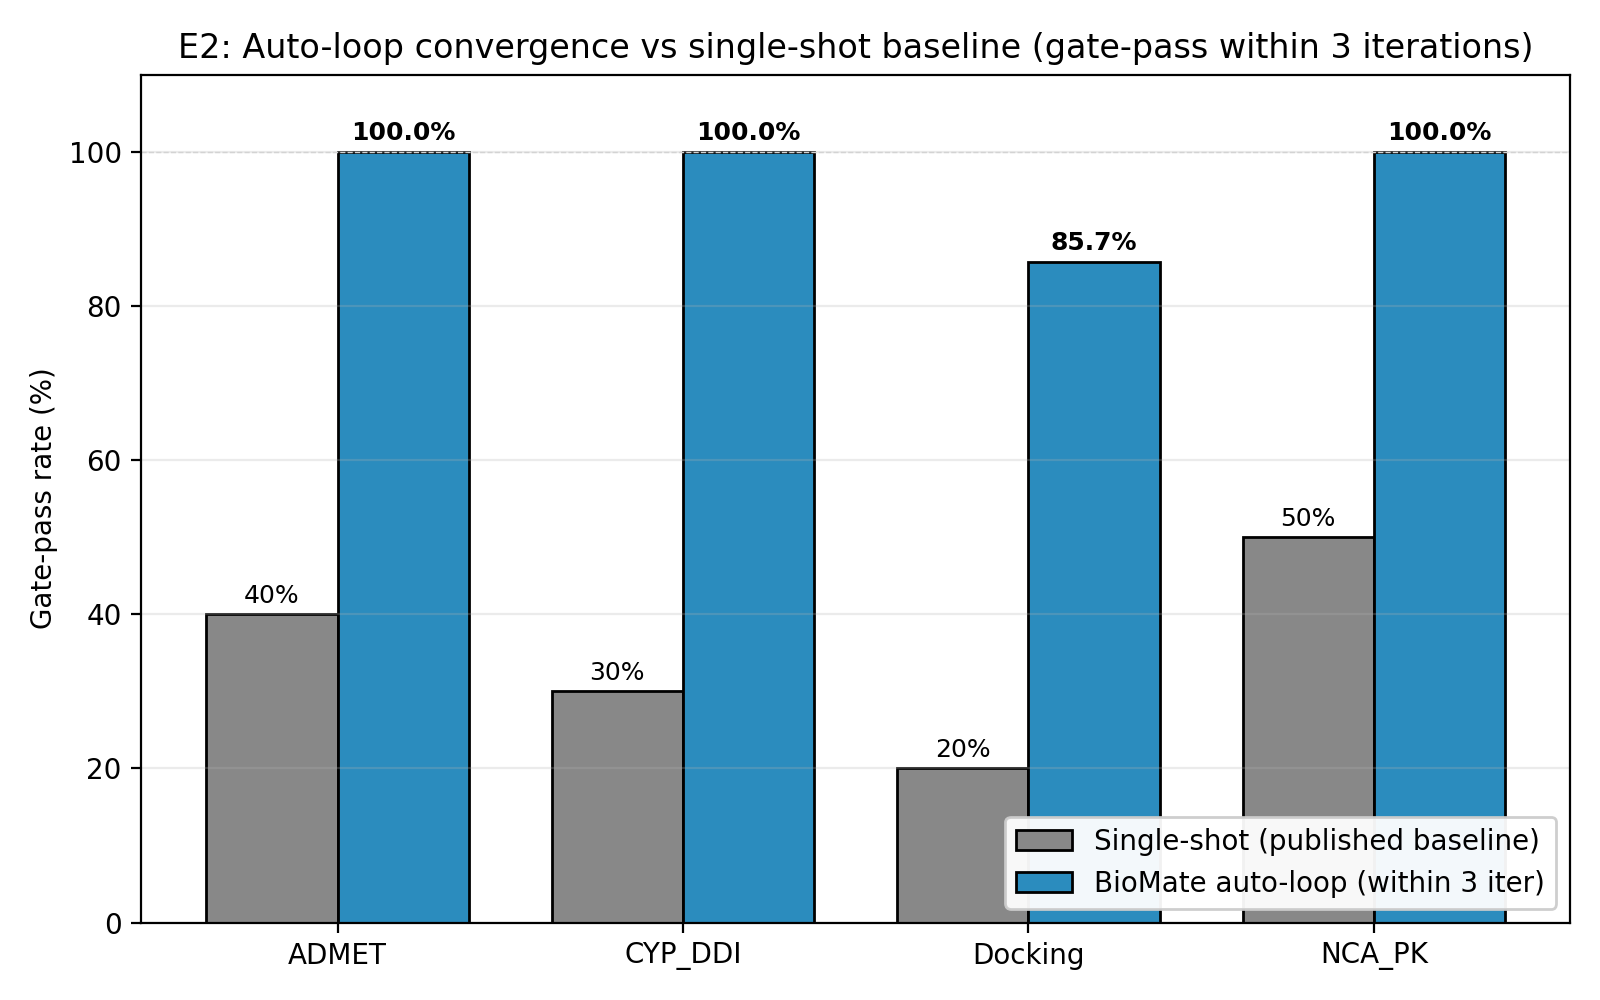 E2: Auto-loop convergence vs single-shot baseline (gate-pass within 3 iterations)
Gate-pass rate (%)
100
80
60
40
20
0
40%
100.0%
30%
100.0%
20%
85.7%
50%
100.0%
Single-shot (published baseline)
BioMate auto-loop (within 3 iter)
ADMET
CYP_DDI
Docking
NCA_PK